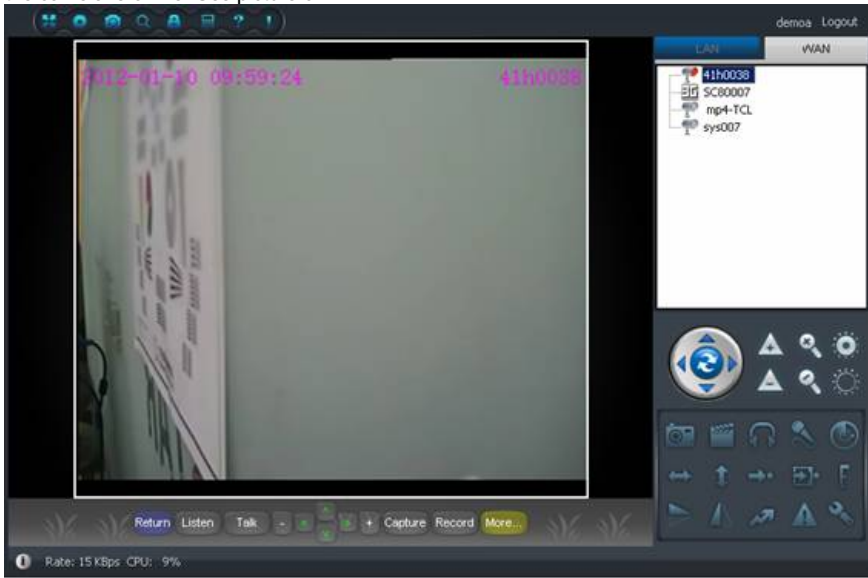 demoa Logout
LAN WAN
2012-01-10 09:59:24 41h0038
41h0038
3G SC80007
mp4-TCL
sys007
Return Listen Talk - + Capture Record More...
Rate: 15 KBps CPU: 9%